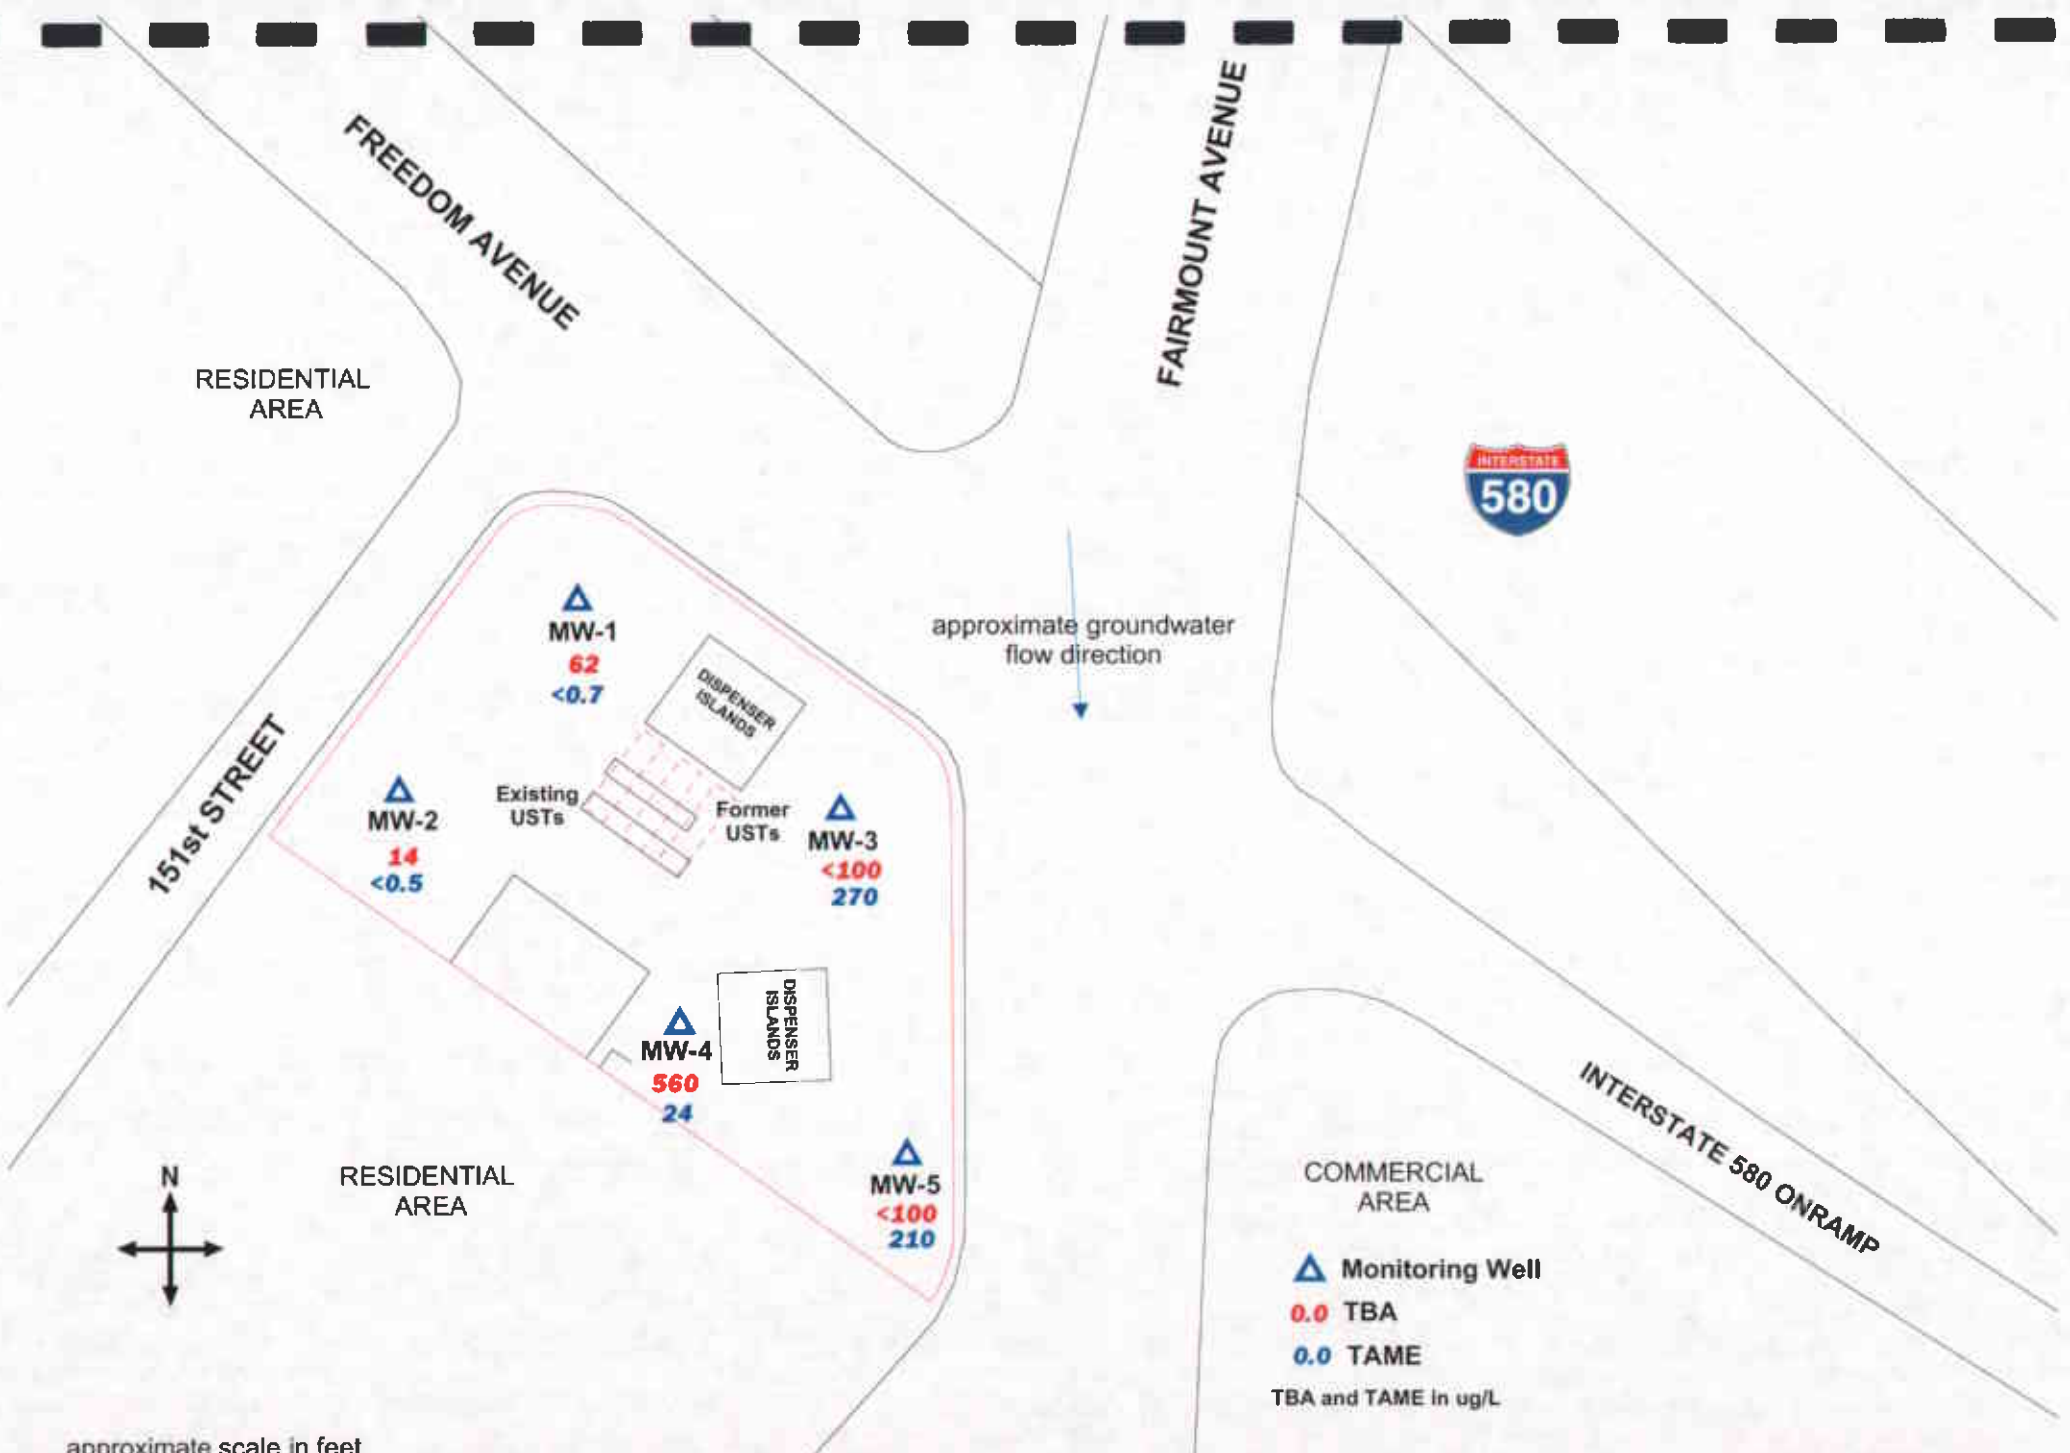 FREEDOM AVENUE
FAIRMOUNT AVENUE
RESIDENTIAL
AREA
INTERSTATE
580
MW-1
62
<0.7
DISPENSER
ISLANDS
approximate groundwater
flow direction
151st STREET
MW-2
14
<0.5
Existing
USTs
Former
USTs
MW-3
<100
270
MW-4
560
24
DISPENSER
ISLANDS
MW-5
<100
210
N
RESIDENTIAL
AREA
INTERSTATE 580 ONRAMP
COMMERCIAL
AREA
Monitoring Well
0.0 TBA
0.0 TAME
TBA and TAME in ug/L
approximate scale in feet